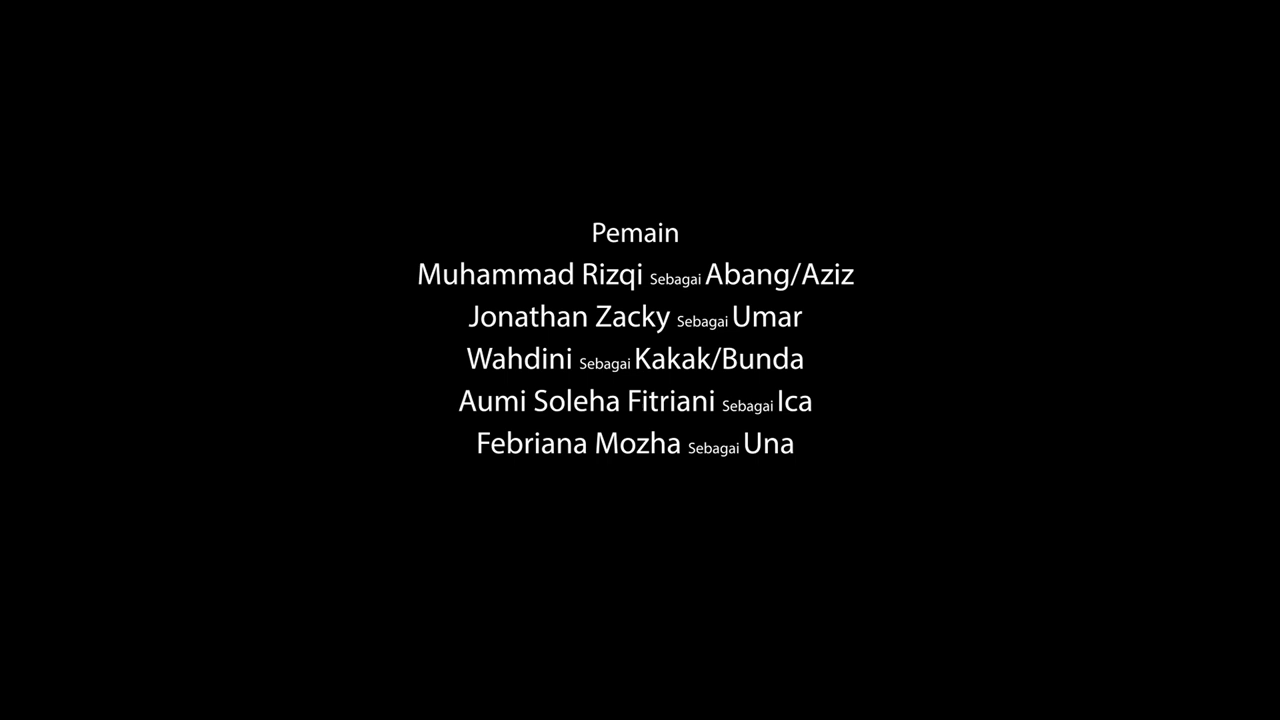 Pemain
Muhammad Rizqi Sebagai Abang/Aziz
Jonathan Zacky Sebagai Umar
Wahdini Sebagai Kakak/Bunda
Aumi Soleha Fitriani Sebagai Ica
Febriana Mozha Sebagai Una